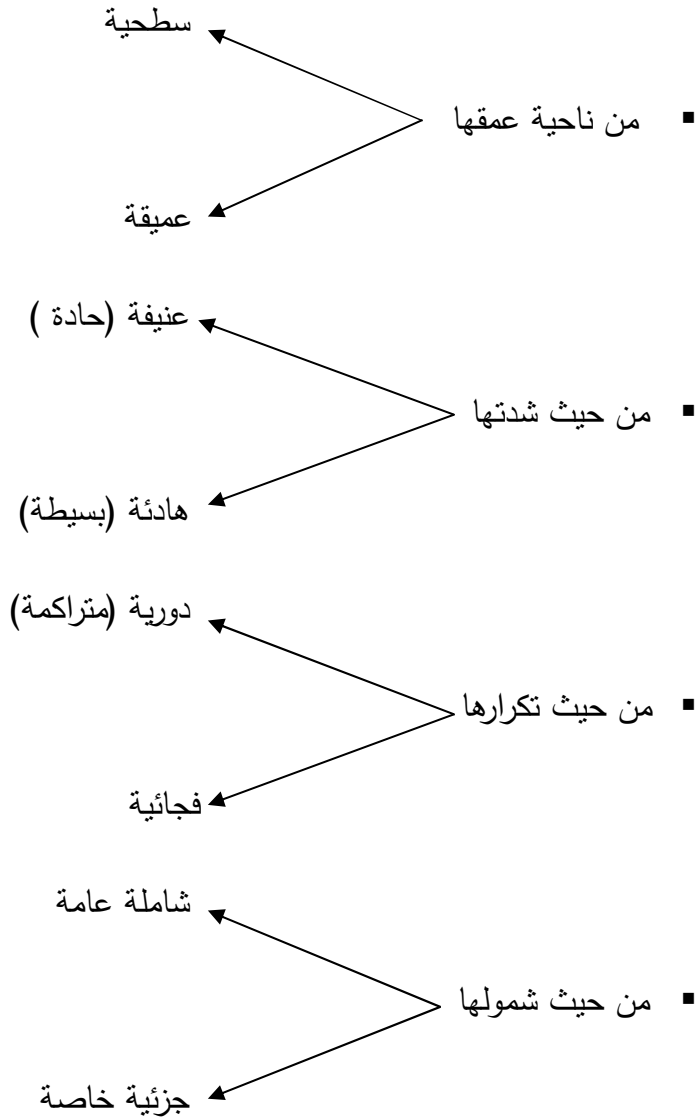 سطحية
▪ من ناحية عمقها
عميقة
عنيفة (حادة )
▪ من حيث شدتها
هادئة (بسيطة)
دورية (متراكمة)
▪ من حيث تكرارها
فجائية
شاملة عامة
▪ من حيث شمولها
جزئية خاصة